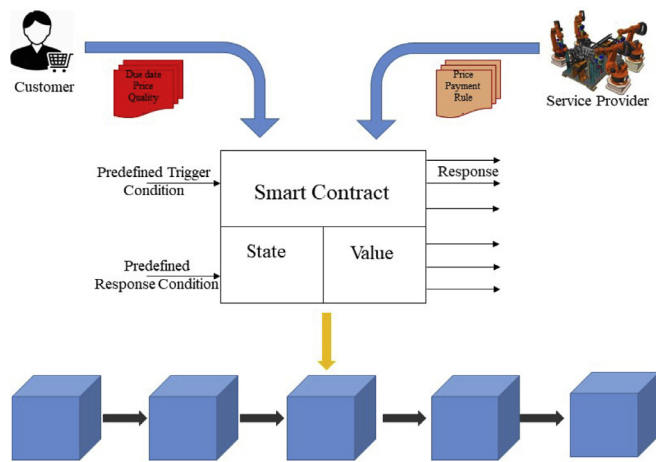 Customer
Due date
Price
Quality
Price
Payment
Rule
Service Provider
Predefined Trigger
Condition
Smart Contract
Response
State
Value
Predefined
Response Condition